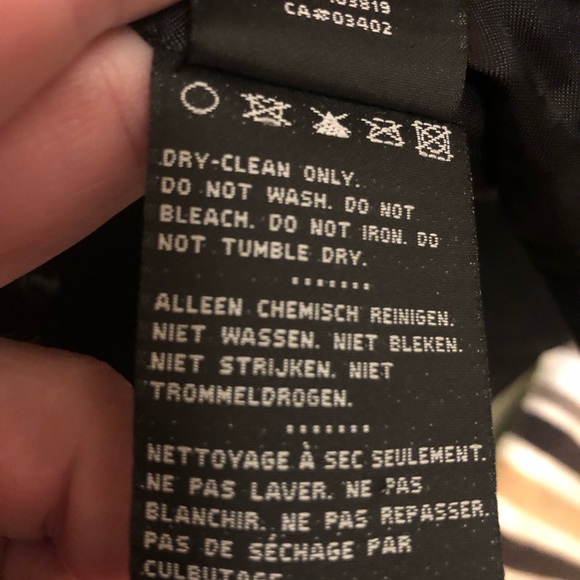 CA#03402
DRY-CLEAN ONLY.
DO NOT WASH. DO NOT
BLEACH. DO NOT IRON. DO
NOT TUMBLE DRY.
ALLEEN CHEMISCH REINIGEN.
NIET WASSEN. NIET BLEKEN.
NIET STRIJKEN. NIET
TROMMELDROGEN.
NETTOYAGE À SEC SEULEMENT.
NE PAS LAVER. NE PAS
BLANCHIR. NE PAS REPASSER.
PAS DE SÉCHAGE PAR
CULBUTAGE.